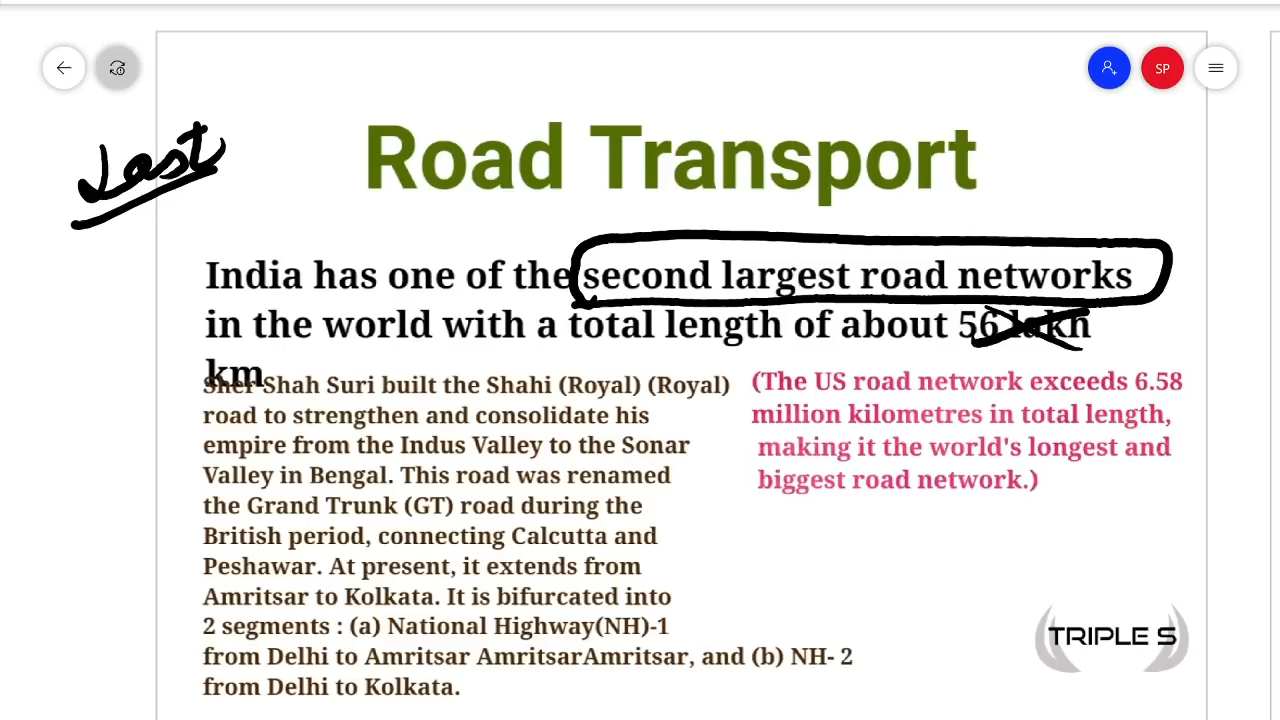 SP
Last
Road Transport
India has one of the second largest road networks
in the world with a total length of about 56 lakh
km
Sher Shah Suri built the Shahi (Royal) (Royal)
road to strengthen and consolidate his
empire from the Indus Valley to the Sonar
Valley in Bengal. This road was renamed
the Grand Trunk (GT) road during the
British period, connecting Calcutta and
Peshawar. At present, it extends from
Amritsar to Kolkata. It is bifurcated into
2 segments : (a) National Highway(NH)-1
from Delhi to Amritsar AmritsarAmritsar, and (b) NH- 2
from Delhi to Kolkata.
(The US road network exceeds 6.58
million kilometres in total length,
making it the world's longest and
biggest road network.)
TRIPLE S